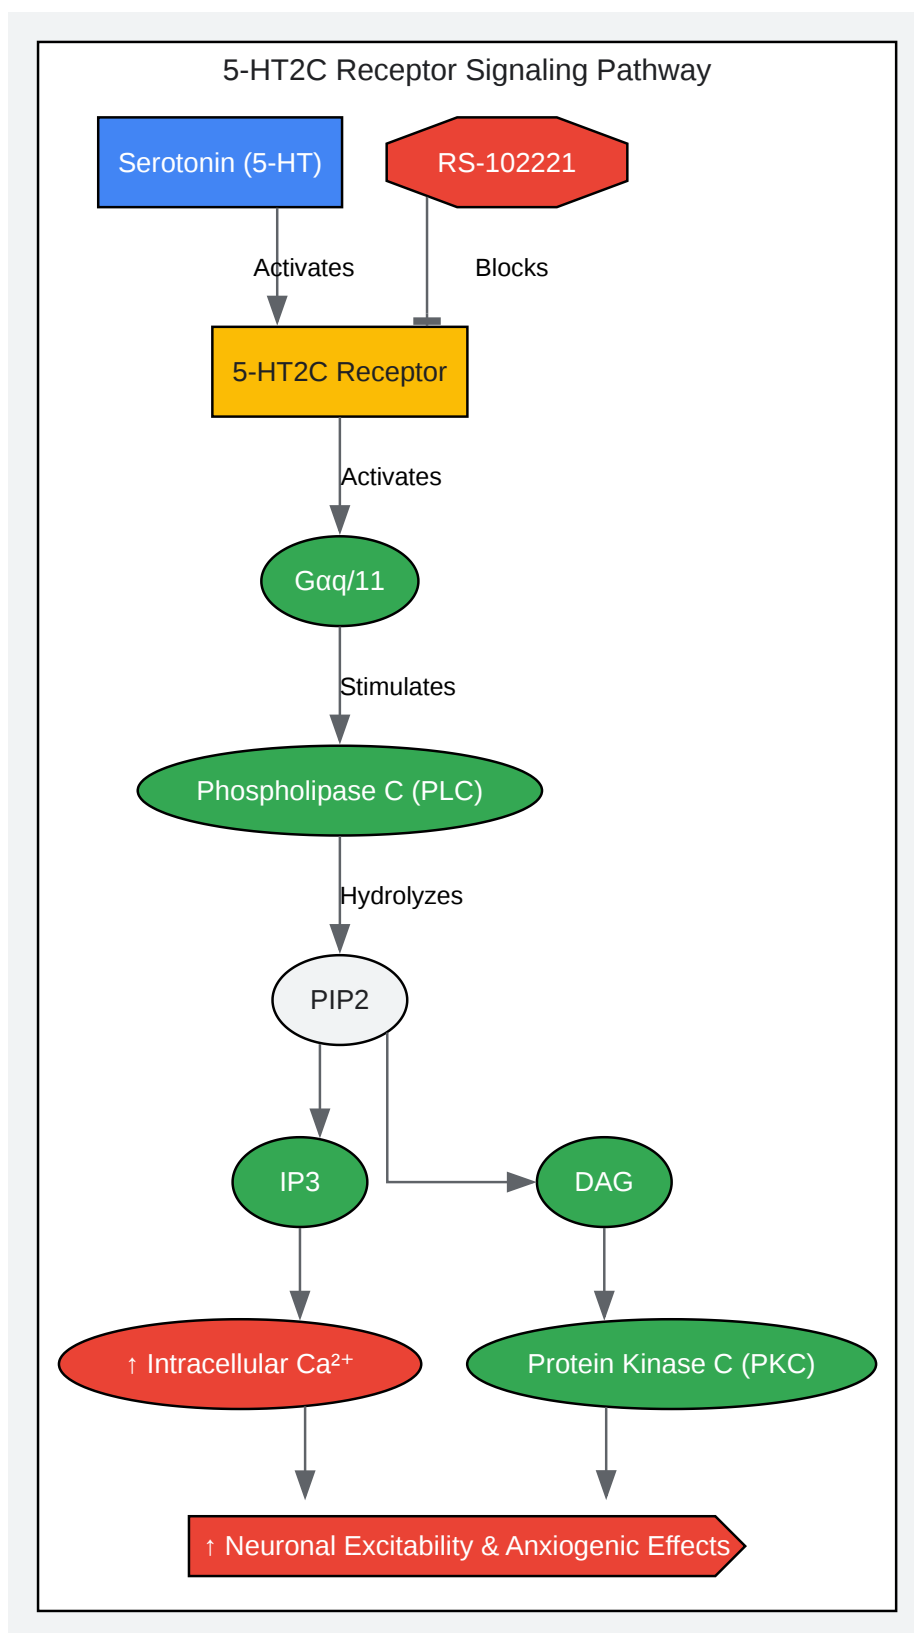 5-HT2C Receptor Signaling Pathway
Serotonin (5-HT)
RS-102221
Activates
Blocks
5-HT2C Receptor
Activates
Gαq/11
Stimulates
Phospholipase C (PLC)
Hydrolyzes
PIP2
IP3
DAG
↑ Intracellular Ca²⁺
Protein Kinase C (PKC)
↑ Neuronal Excitability & Anxiogenic Effects